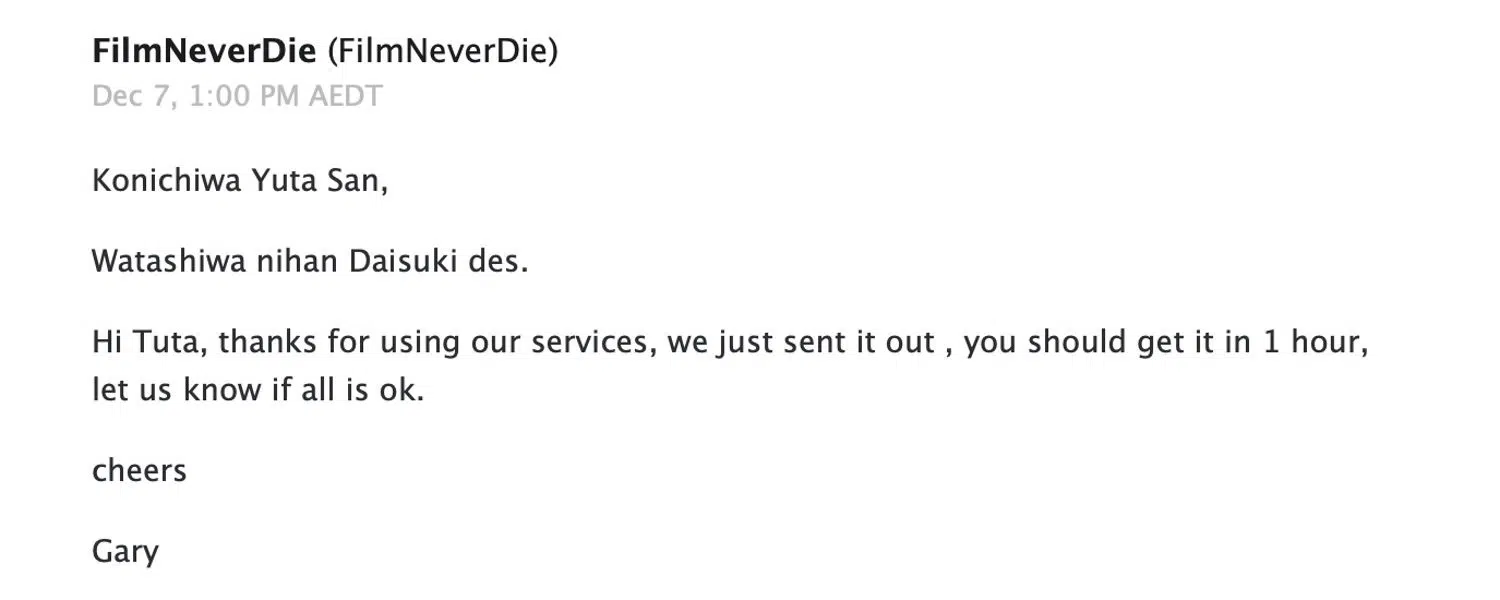 FilmNeverDie (FilmNeverDie)
Dec 7, 1:00 PM AEDT
Konichiwa Yuta San,
Watashiwa nihan Daisuki des.
Hi Tuta, thanks for using our services, we just sent it out , you should get it in 1 hour,
let us know if all is ok.
cheers
Gary